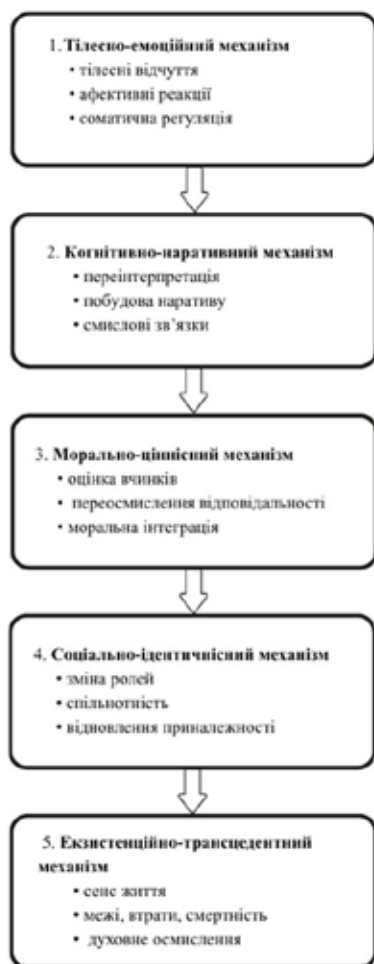 1. Тілесно-емоційний механізм
• тілесні відчуття
• афективні реакції
• соматична регуляція
2. Когнітивно-наративний механізм
• переінтерпретація
• побудова наративу
• смислові зв’язки
3. Морально-ціннісний механізм
• оцінка вчинків
• переосмислення відповідальності
• моральна інтеграція
4. Соціально-ідентичнісний механізм
• зміна ролей
• спільнотність
• відновлення приналежності
5. Екзистенційно-трансцедентний
механізм
• сенс життя
• межі, втрати, смертність
• духовне осмислення